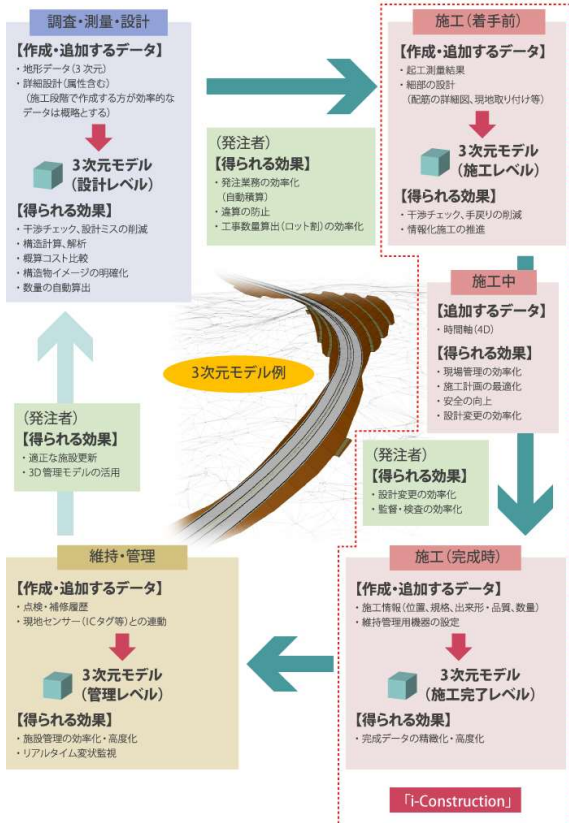 調査・測量・設計
【作成・追加するデータ】
・地形データ(3次元)
・詳細設計(属性含む)
(施工段階で作成する方が効率的な
データは概略とする)
3次元モデル
(設計レベル)
【得られる効果】
・干渉チェック、設計ミスの削減
・構造計算、解析
・概算コスト比較
・構造物イメージの明確化
・数量の自動算出
(発注者)
【得られる効果】
・発注業務の効率化
(自動積算)
・違算の防止
・工事数量算出(ロット割)の効率化
施工(着手前)
【作成・追加するデータ】
・起工測量結果
・細部の設計
(配筋の詳細図、現地取り付け等)
3次元モデル
(施工レベル)
【得られる効果】
・干渉チェック、手戻りの削減
・情報化施工の推進
施工中
【追加するデータ】
・時間軸(4D)
【得られる効果】
・現場管理の効率化
・施工計画の最適化
・安全の向上
・設計変更の効率化
3次元モデル例
(発注者)
【得られる効果】
・適正な施設更新
・3D管理モデルの活用
(発注者)
【得られる効果】
・設計変更の効率化
・監督・検査の効率化
維持・管理
【作成・追加するデータ】
・点検・補修履歴
・現地センサー(ICタグ等)との連動
3次元モデル
(管理レベル)
【得られる効果】
・施設管理の効率化・高度化
・リアルタイム変状監視
施工(完成時)
【作成・追加するデータ】
・施工情報(位置、規格、出来形・品質、数量)
・維持管理用機器の設定
3次元モデル
(施工完了レベル)
【得られる効果】
・完成データの精緻化・高度化
「i-Construction」